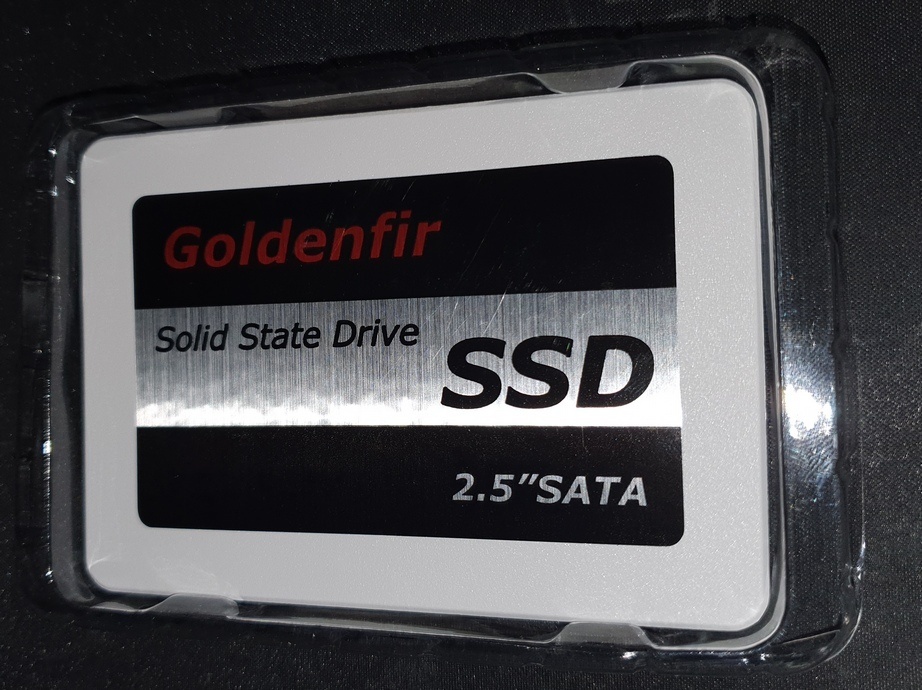 Goldenfir
Solid State Drive
SSD
2.5"SATA